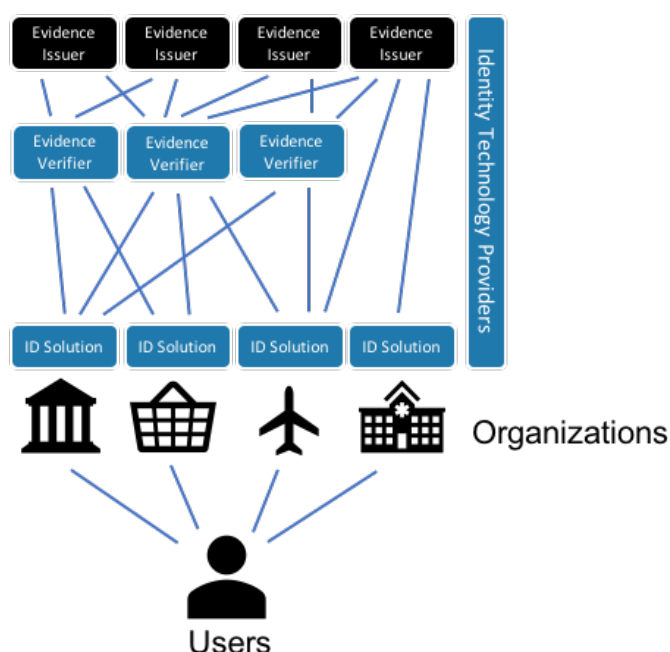 Evidence
Issuer
Evidence
Issuer
Evidence
Issuer
Evidence
Issuer
Identity Technology Providers
Evidence
Verifier
Evidence
Verifier
Evidence
Verifier
ID Solution
ID Solution
ID Solution
ID Solution
Organizations
Users